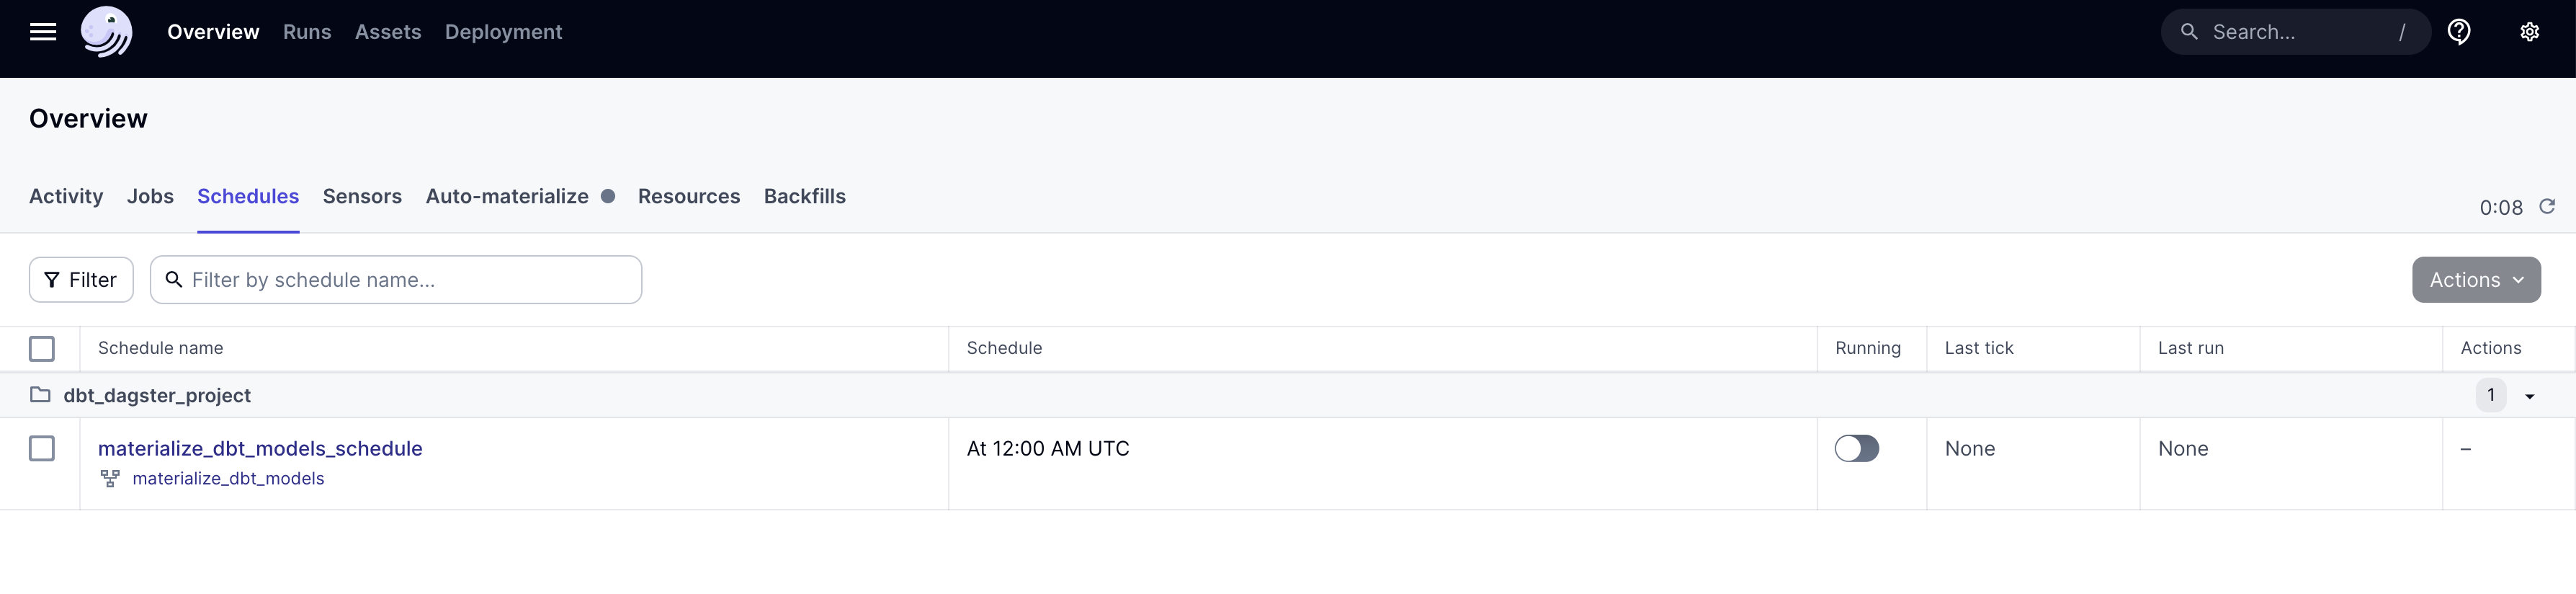 Overview Runs Assets Deployment Search... /
Overview
Activity Jobs Schedules Sensors Auto-materialize Resources Backfills 0:08
Filter Filter by schedule name... Actions
Schedule name Schedule Running Last tick Last run Actions
dbt_dagster_project 1
materialize_dbt_models_schedule At 12:00 AM UTC None None –
materialize_dbt_models